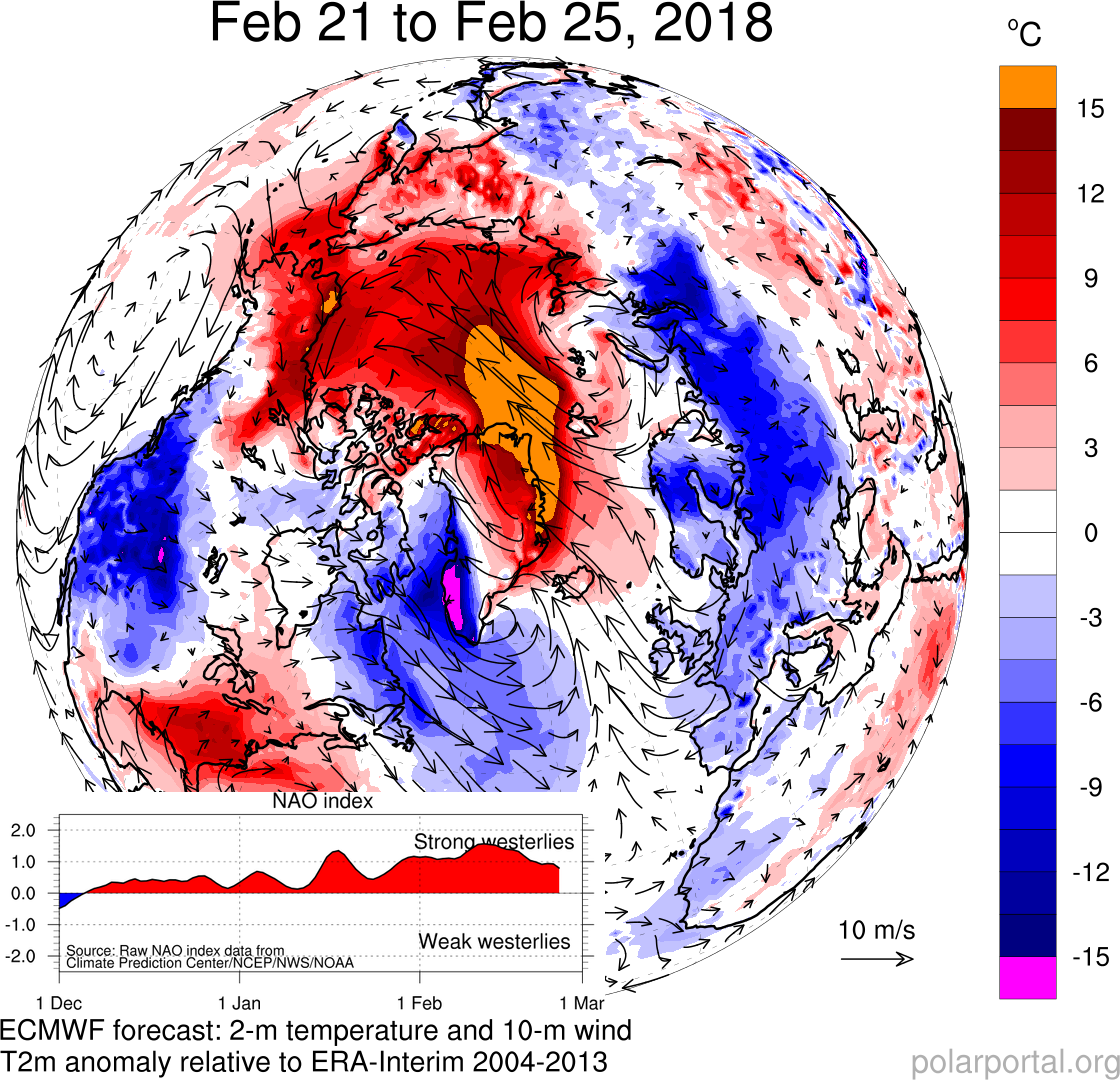 Feb 21 to Feb 25, 2018
°C
15
12
9
6
3
0
-3
-6
-9
-12
-15
10 m/s
NAO index
2.0
1.0
0.0
-1.0
-2.0
Strong westerlies
Weak westerlies
Source: Raw NAO index data from
Climate Prediction Center/NCEP/NWS/NOAA
1 Dec 1 Jan 1 Feb 1 Mar
ECMWF forecast: 2-m temperature and 10-m wind
T2m anomaly relative to ERA-Interim 2004-2013
polarportal.org